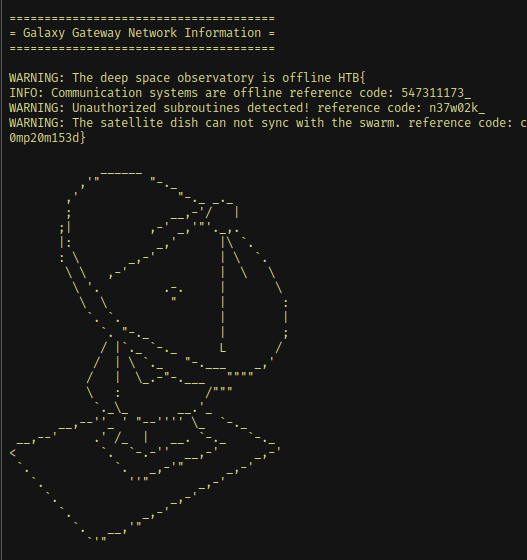 ======================================
= Galaxy Gateway Network Information =
======================================
WARNING: The deep space observatory is offline HTB{
INFO: Communication systems are offline reference code: 547311173_
WARNING: Unauthorized subroutines detected! reference code: n37w02k_
WARNING: The satellite dish can not sync with the swarm. reference code: c
0mp20m153d}